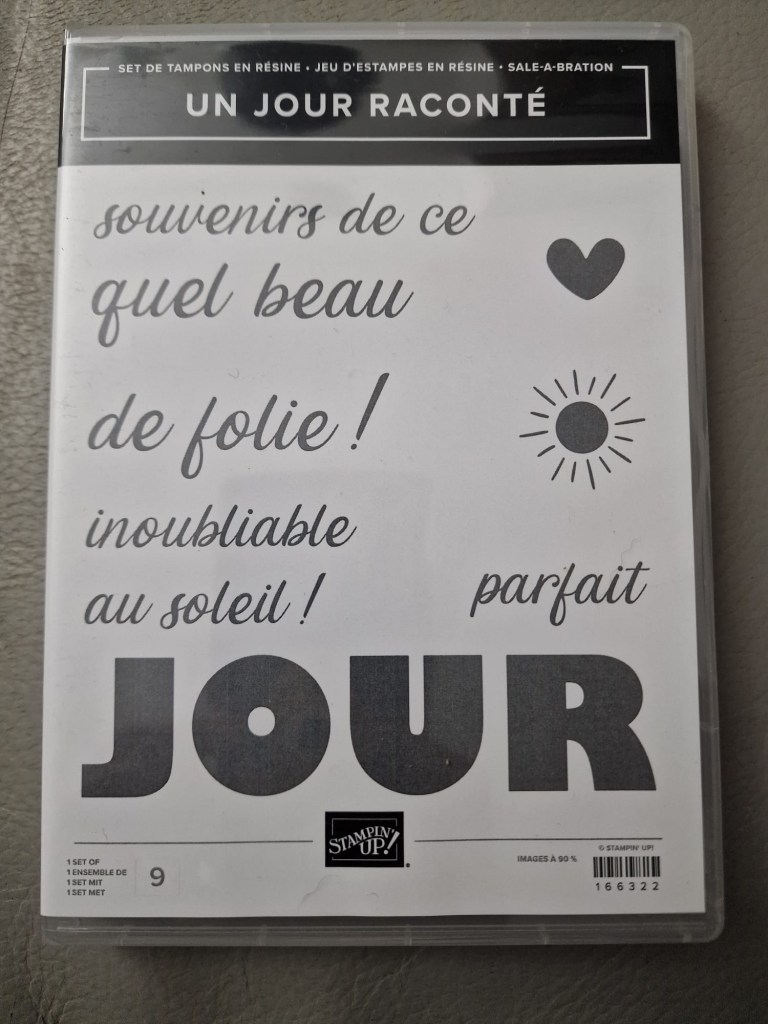 SET DE TAMPONS EN RÉSINE • JEU D'ESTAMPES EN RÉSINE • SALE-A-BRATION
UN JOUR RACONTÉ
souvenirs de ce
quel beau
de folie !
inoubliable
au soleil !
parfait
JOUR
STAMPIN' UP!
1 SET OF
1 ENSEMBLE DE
1 SET MIT
1 SET MET
9
IMAGES À 90 %
© STAMPIN' UP!
166322